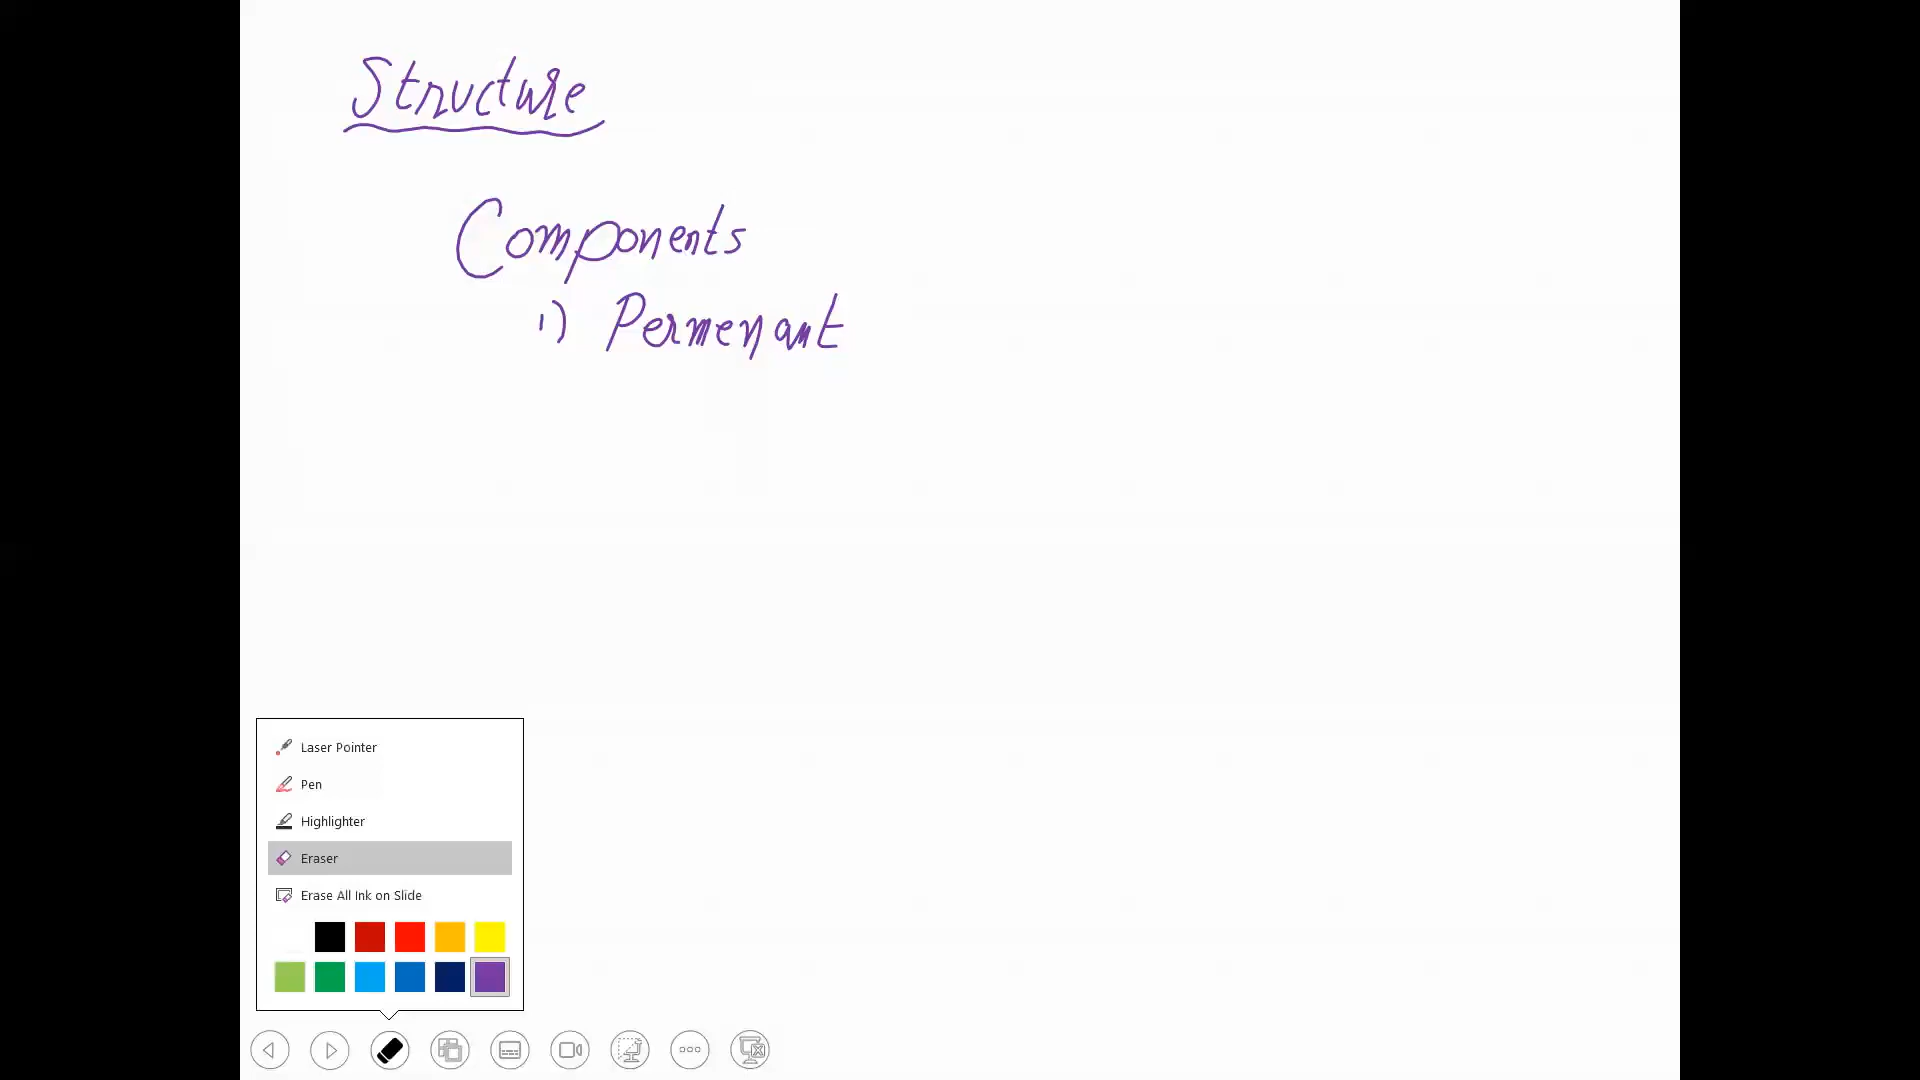 Structure
Components
1) Permenant
Laser Pointer
Pen
Highlighter
Eraser
Erase All Ink on Slide